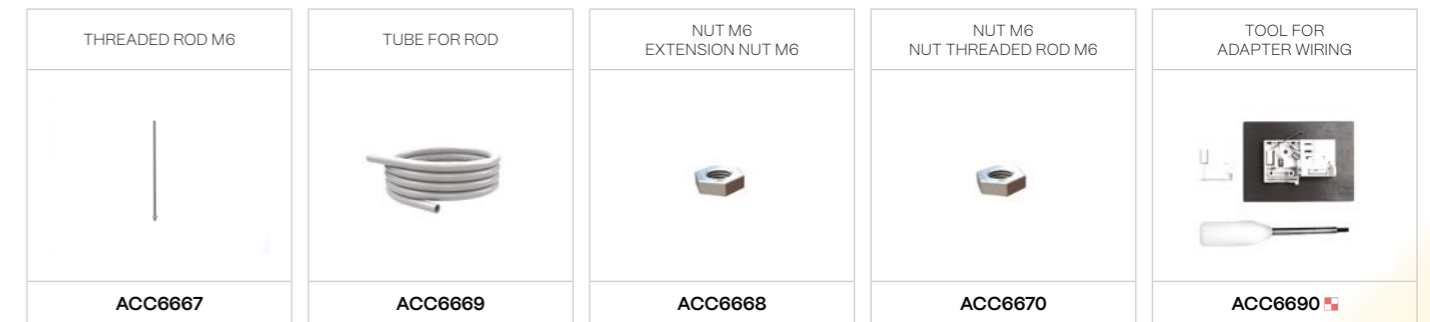 THREADED ROD M6
TUBE FOR ROD
NUT M6
EXTENSION NUT M6
NUT M6
NUT THREADED ROD M6
TOOL FOR
ADAPTER WIRING
ACC6667
ACC6669
ACC6668
ACC6670
ACC6690